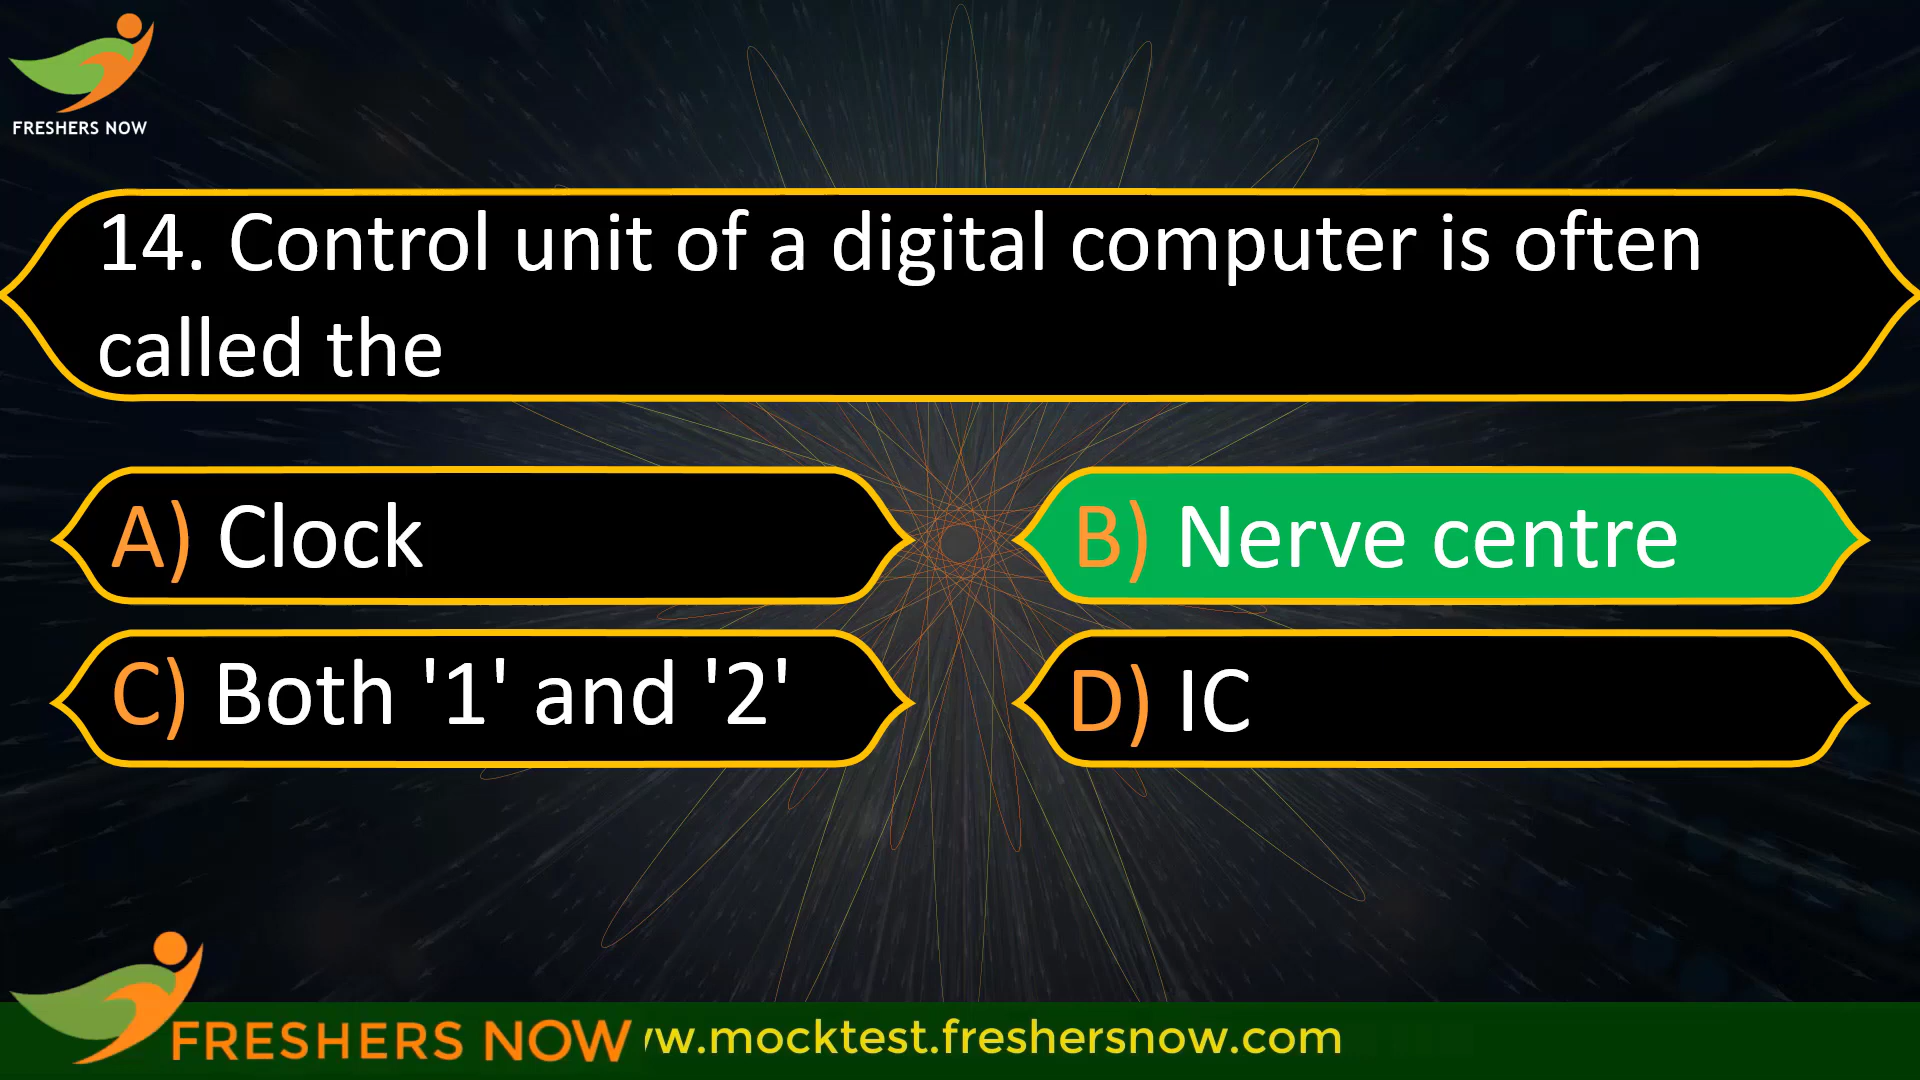 FRESHERS NOW
14. Control unit of a digital computer is often
called the
A) Clock
B) Nerve centre
C) Both '1' and '2'
D) IC
FRESHERS NOW
w.mocktest.freshersnow.com